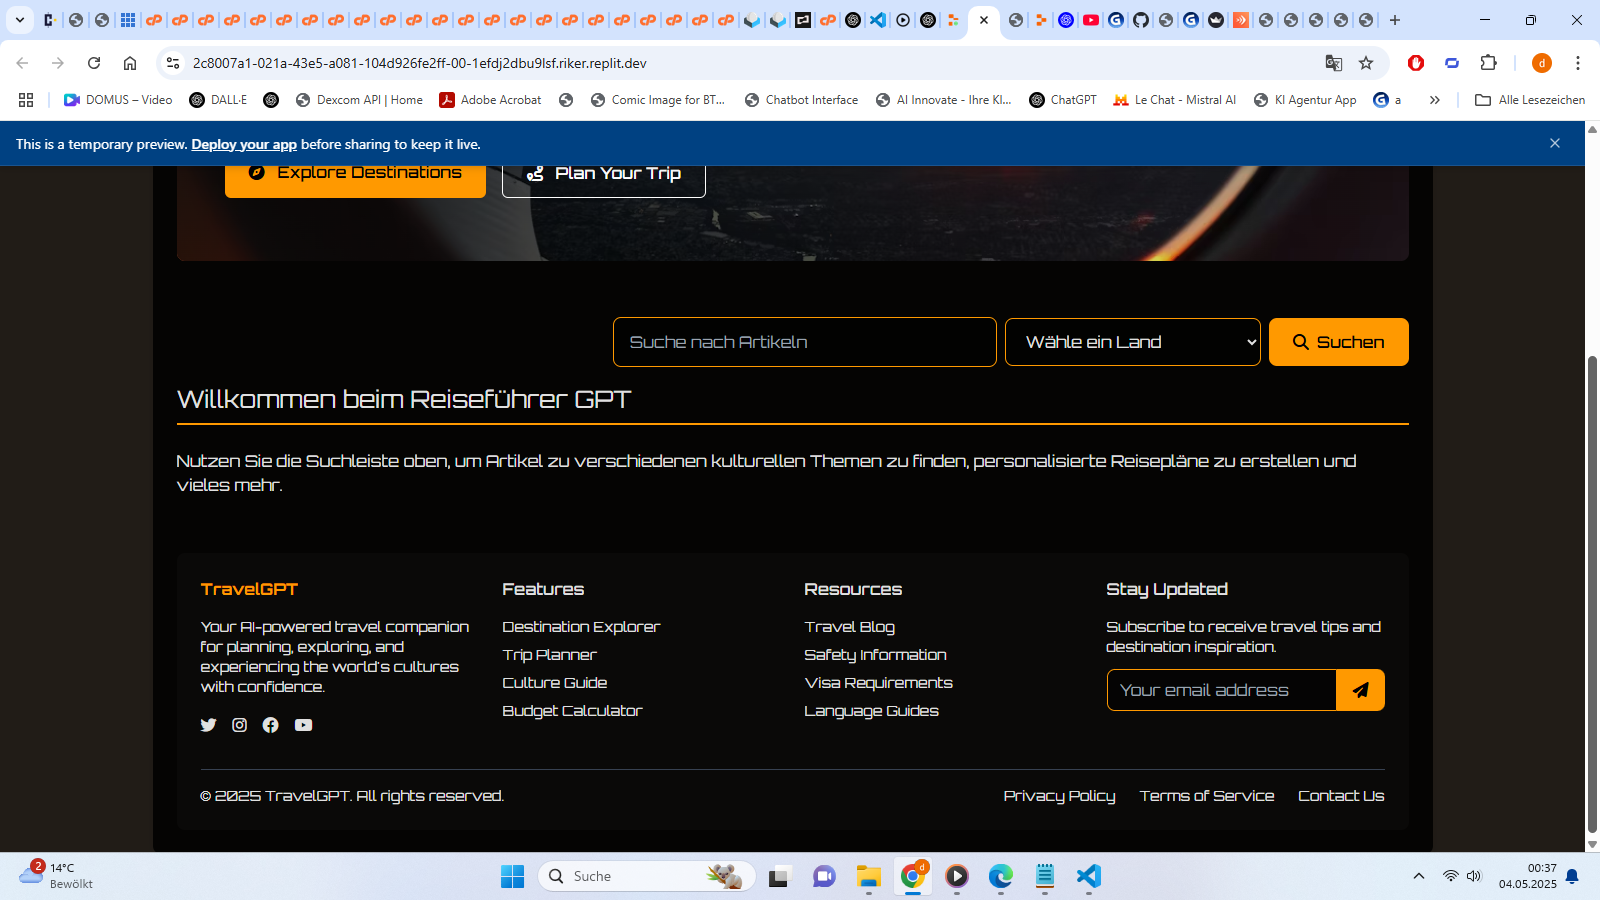 2c8007a1-021a-43e5-a081-104d926fe2ff-00-1efdj2dbu9lsf.riker.replit.dev
d
DOMUS – Video
DALL·E
Dexcom API | Home
Adobe Acrobat
Comic Image for BT...
Chatbot Interface
AI Innovate - Ihre KI...
ChatGPT
Le Chat - Mistral AI
KI Agentur App
a
Alle Lesezeichen
This is a temporary preview. Deploy your app before sharing to keep it live.
Explore Destinations
Plan Your Trip
Suche nach Artikeln
Wähle ein Land
Suchen
Willkommen beim Reiseführer GPT
Nutzen Sie die Suchleiste oben, um Artikel zu verschiedenen kulturellen Themen zu finden, personalisierte Reisepläne zu erstellen und
vieles mehr.
TravelGPT
Your AI-powered travel companion
for planning, exploring, and
experiencing the world's cultures
with confidence.
Features
Destination Explorer
Trip Planner
Culture Guide
Budget Calculator
Resources
Travel Blog
Safety Information
Visa Requirements
Language Guides
Stay Updated
Subscribe to receive travel tips and
destination inspiration.
Your email address
© 2025 TravelGPT. All rights reserved.
Privacy Policy
Terms of Service
Contact Us
2
14°C
Bewölkt
Suche
d
00:37
04.05.2025